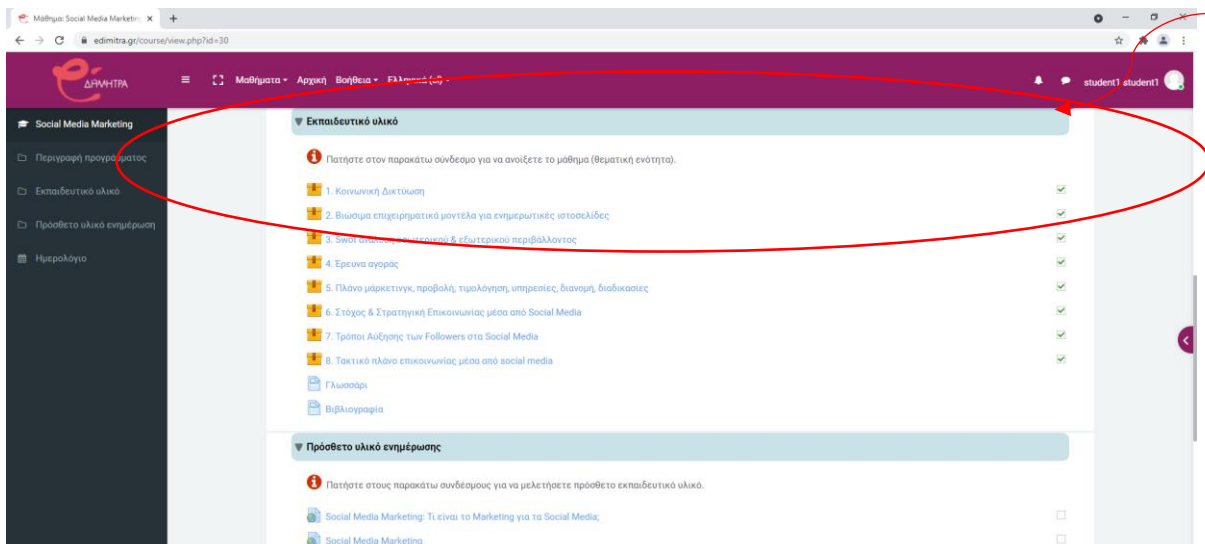 Μάθημα: Social Media Marketin
edimitra.gr/course/view.php?id=30
ΔΗΜΗΤΡΑ
Μαθήματα Αρχική Βοήθεια Ελληνικά (el)
student1 student1
Social Media Marketing
Περιγραφή προγράμματος
Εκπαιδευτικό υλικό
Πρόσθετο υλικό ενημέρωση
Ημερολόγιο
Εκπαιδευτικό υλικό
Πατήστε στον παρακάτω σύνδεσμο για να ανοίξετε το μάθημα (θεματική ενότητα).
1. Κοινωνική Δικτύωση
2. Βιώσιμα επιχειρηματικά μοντέλα για ενημερωτικές ιστοσελίδες
3. Swot ανάλυση εσωτερικού & εξωτερικού περιβάλλοντος
4. Έρευνα αγοράς
5. Πλάνο μάρκετινγκ, προβολή, τιμολόγηση, υπηρεσίες, διανομή, διαδικασίες
6. Στόχος & Στρατηγική Επικοινωνίας μέσα από Social Media
7. Τρόποι Αύξησης των Followers στα Social Media
8. Τακτικό πλάνο επικοινωνίας μέσα από social media
Γλωσσάρι
Βιβλιογραφία
Πρόσθετο υλικό ενημέρωσης
Πατήστε στους παρακάτω συνδέσμους για να μελετήσετε πρόσθετο εκπαιδευτικό υλικό.
Social Media Marketing: Τι είναι το Marketing για τα Social Media;
Social Media Marketing